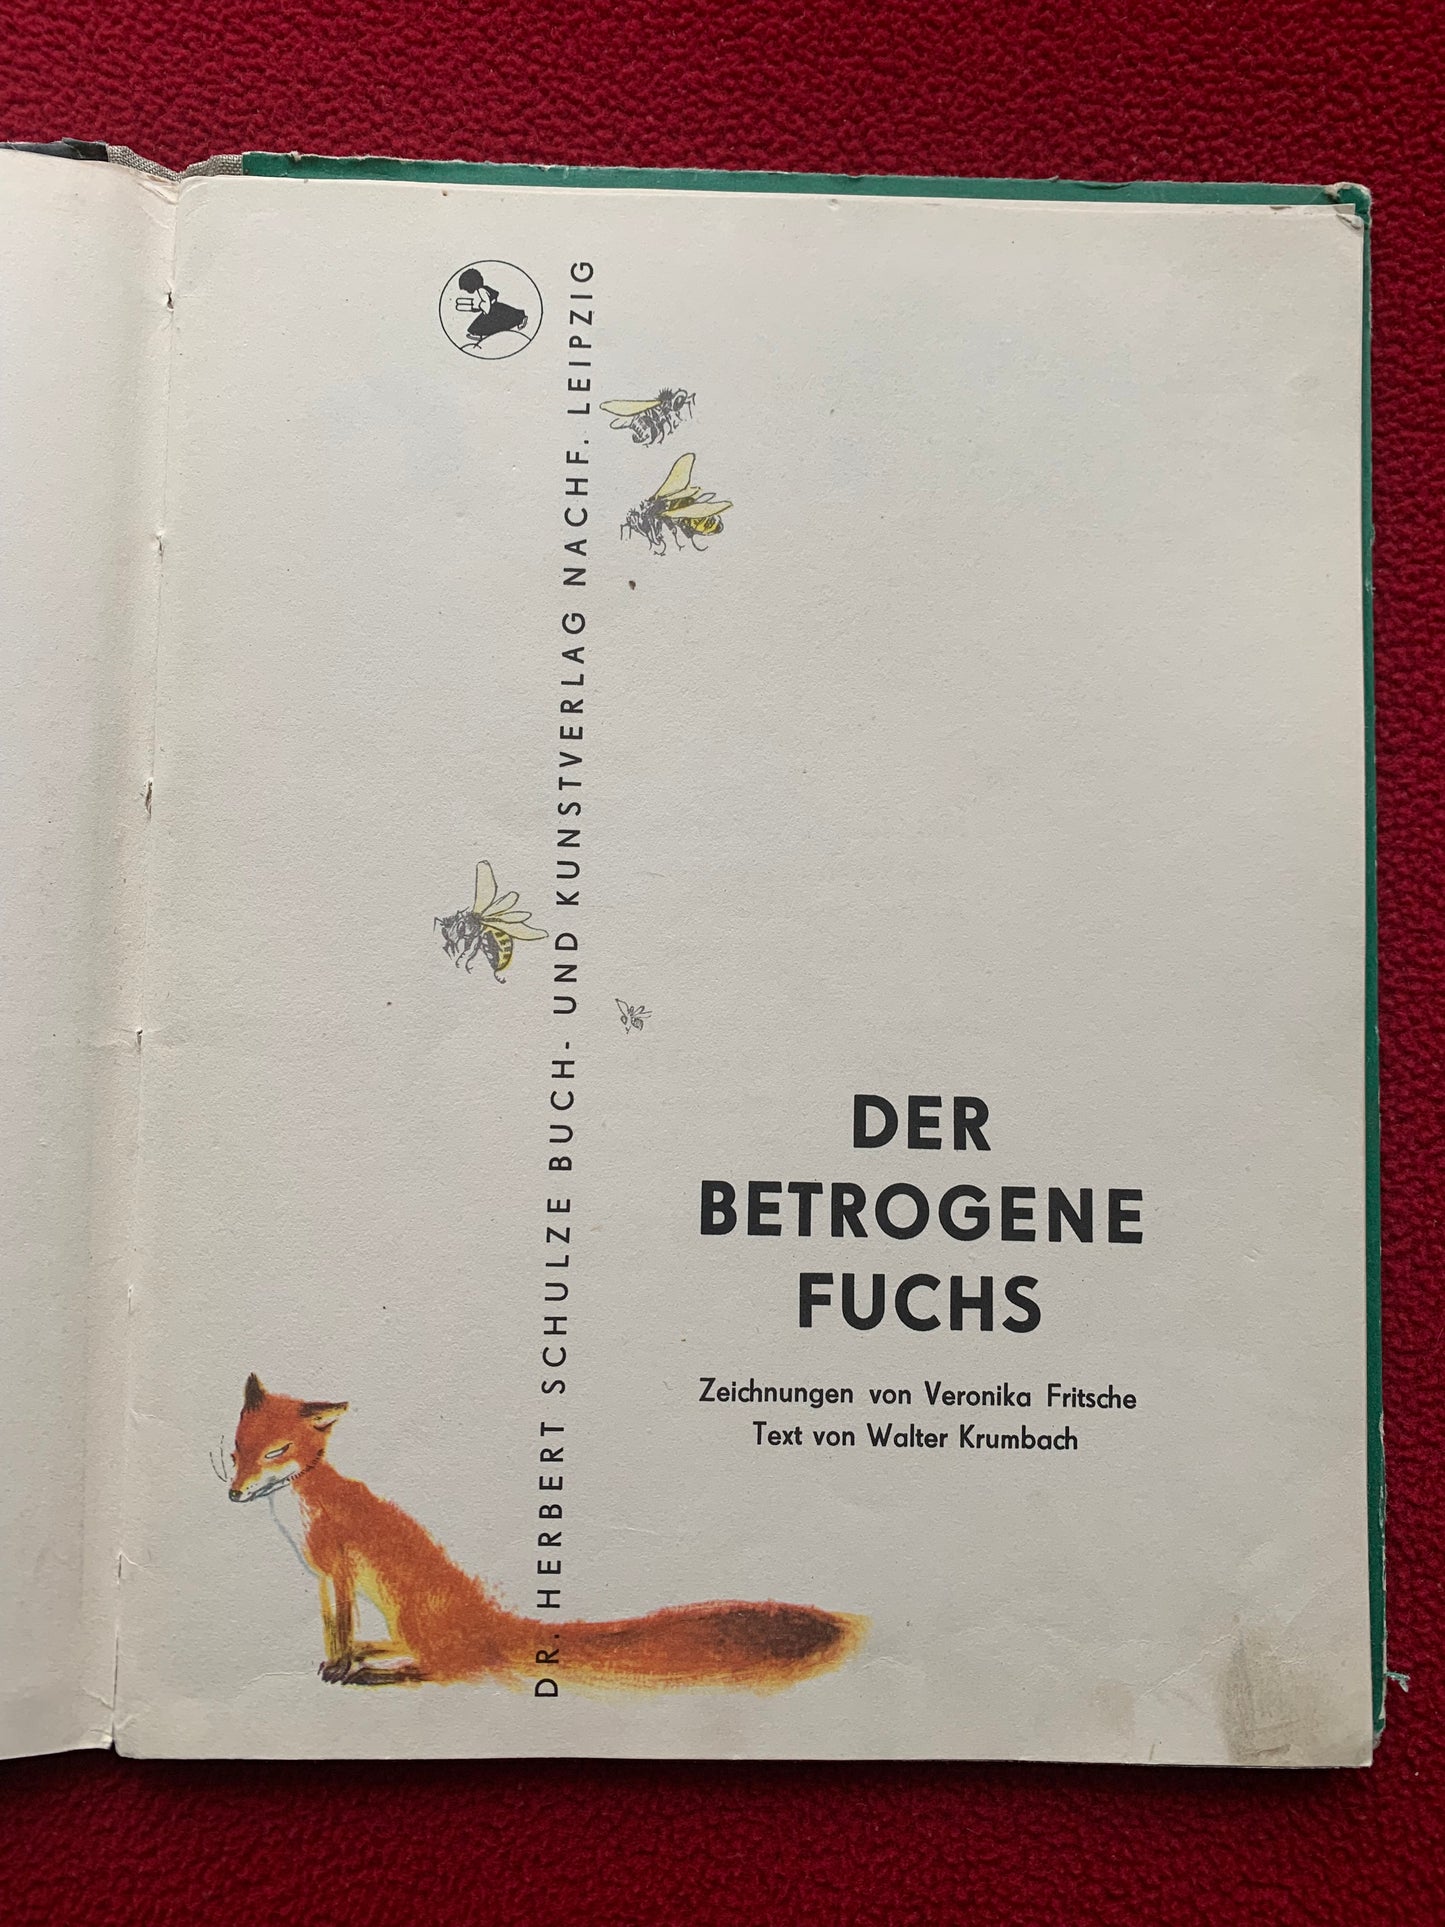 DER
BETROGENE
FUCHS
Zeichnungen von Veronika Fritsche
Text von Walter Krumbach
DR. HERBERT SCHULZE BUCH- UND KUNSTVERLAG NACHF. LEIPZIG